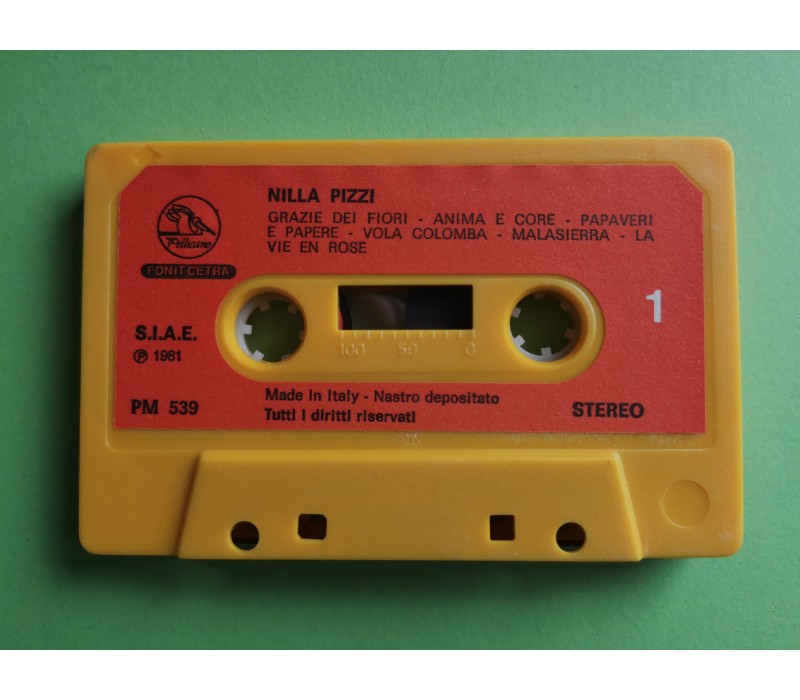 NILLA PIZZI
GRAZIE DEI FIORI - ANIMA E CORE - PAPAVERI
E PAPERE - VOLA COLOMBA - MALASIERRA - LA
VIE EN ROSE
Pellicano
FONIT CETRA
1
S.I.A.E.
℗ 1981
100 50 0
PM 539
Made in Italy - Nastro depositato
Tutti i diritti riservati
STEREO